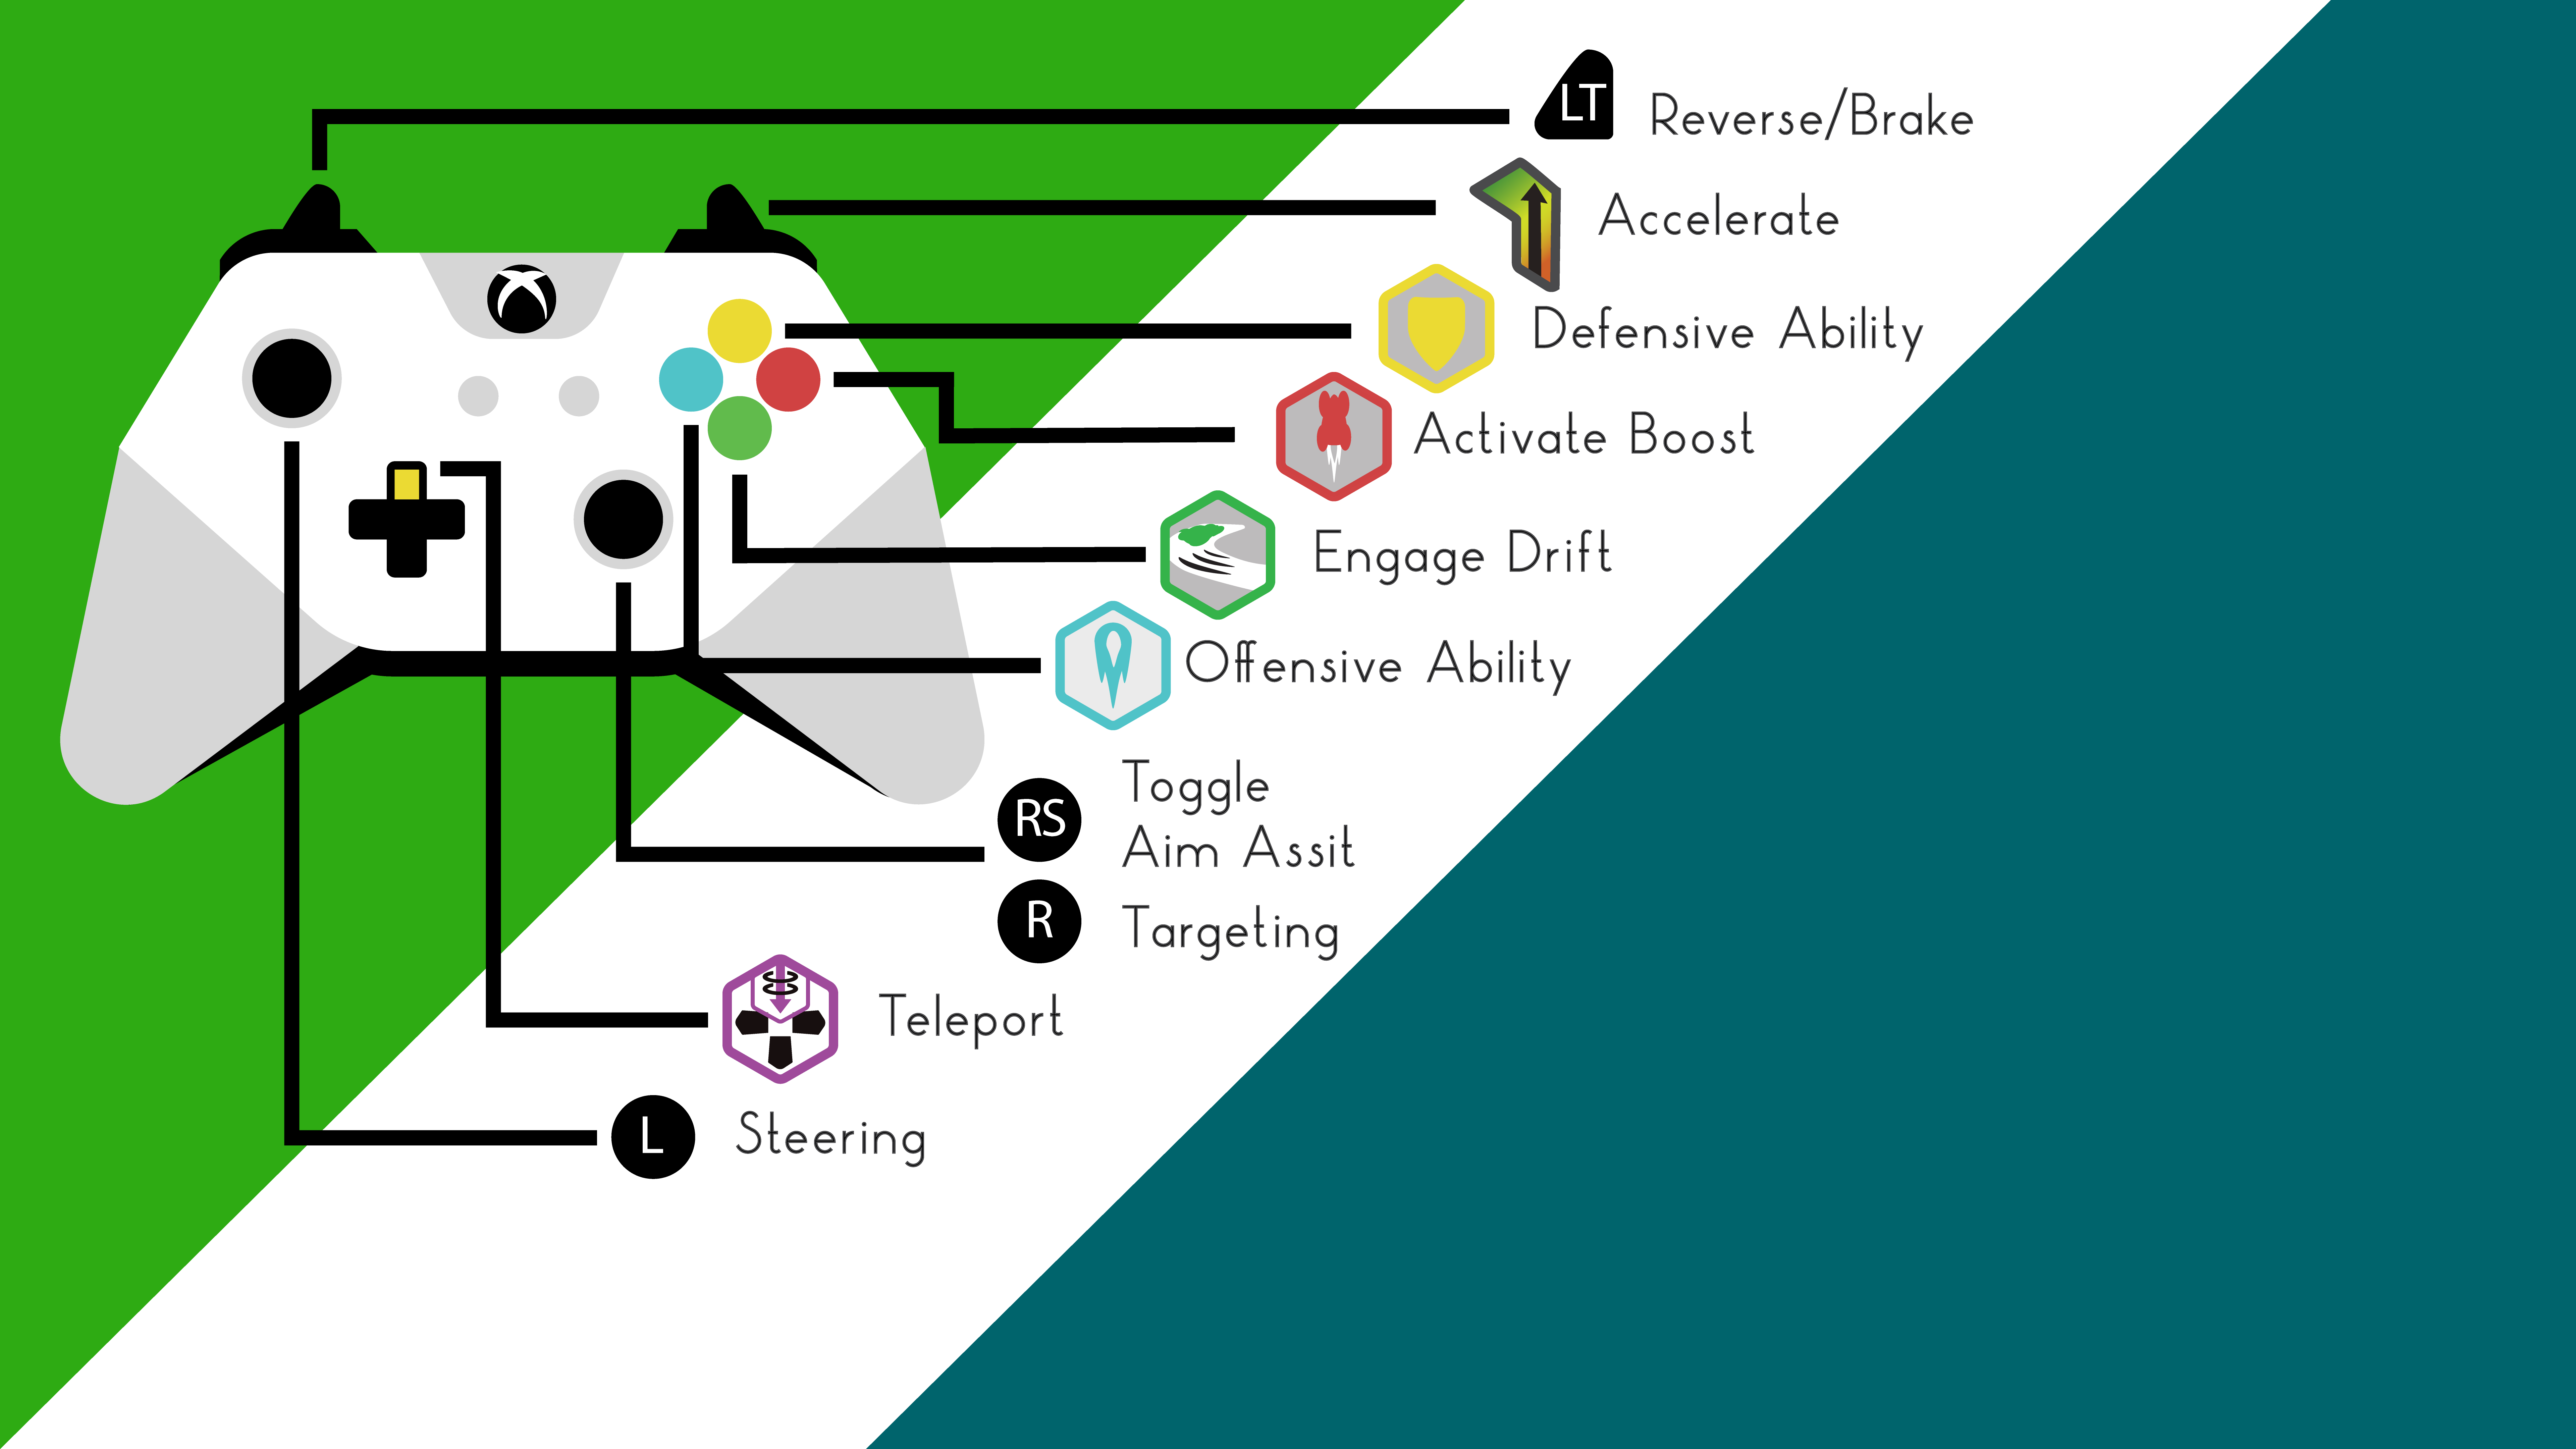 LT Reverse/Brake
Accelerate
Defensive Ability
Activate Boost
Engage Drift
Offensive Ability
RS Toggle
Aim Assit
R Targeting
Teleport
L Steering